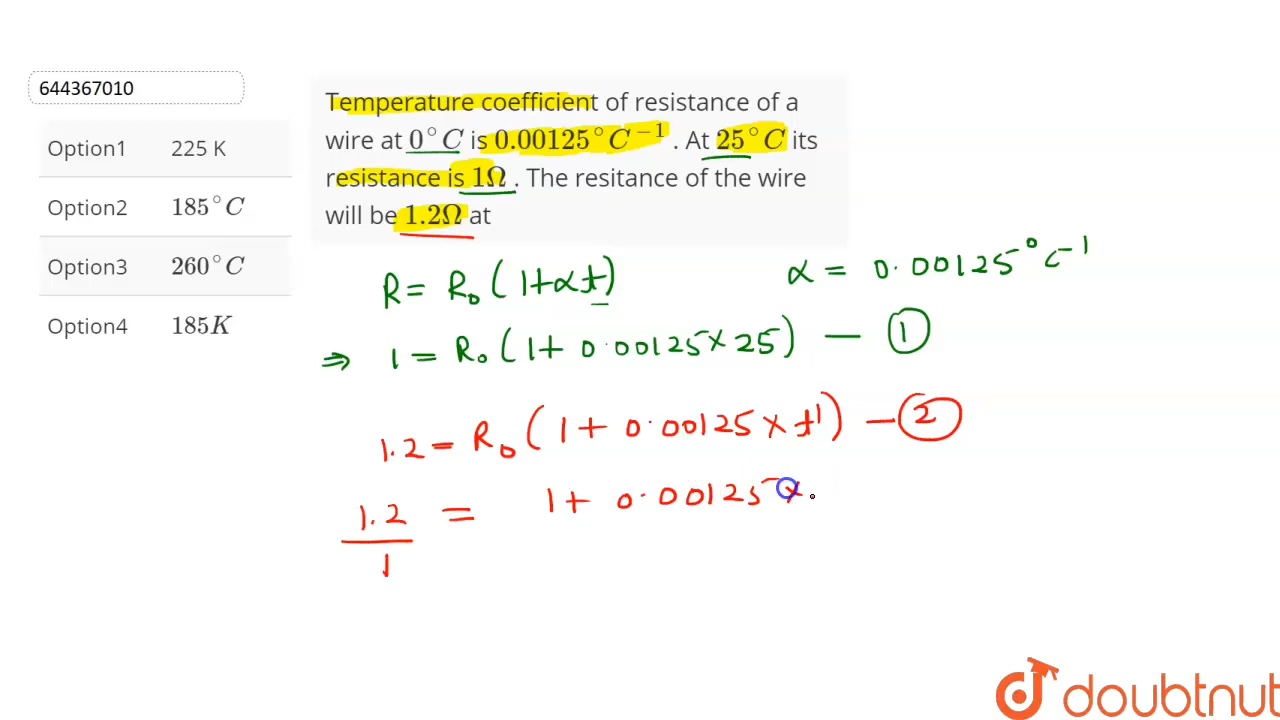 644367010
Option1 225 K
Option2 185°C
Option3 260°C
Option4 185K
Temperature coefficient of resistance of a
wire at 0°C is 0.00125°C⁻¹ . At 25°C its
resistance is 1Ω . The resitance of the wire
will be 1.2Ω at
R = R₀ (1+αt)
α = 0.00125°C⁻¹
⇒ 1 = R₀ (1 + 0.00125 × 25) — ①
1.2 = R₀ (1 + 0.00125 × t¹) — ②
1.2 = 1 + 0.00125 ×
1
doubtnut